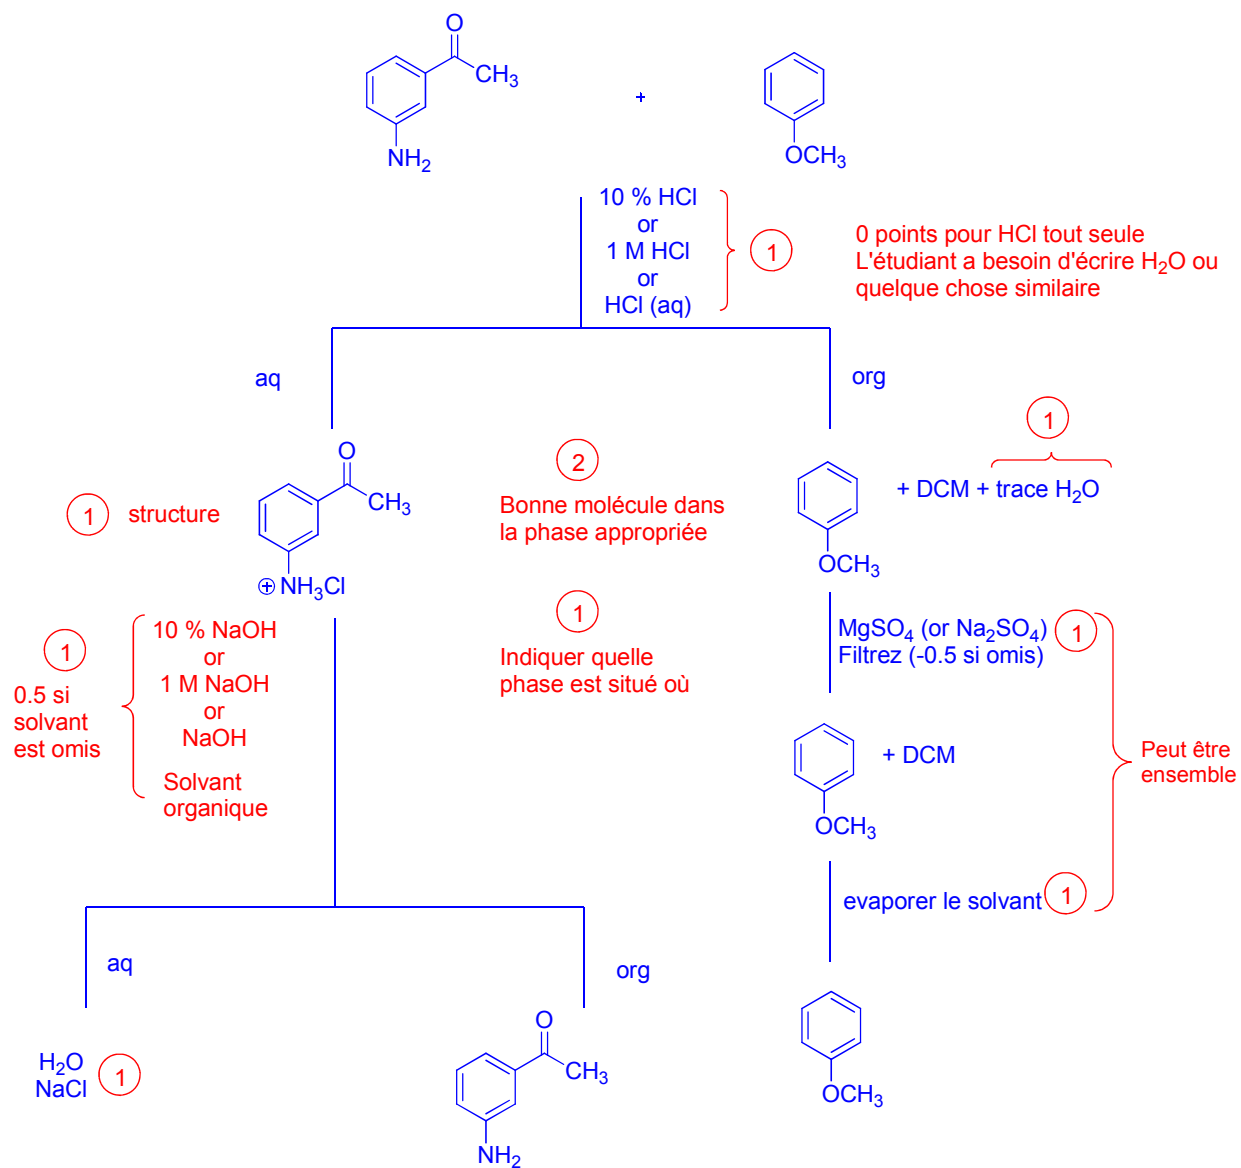 O
CH3
NH2
+
OCH3
10 % HCl
or
1 M HCl
or
HCl (aq)
1
0 points pour HCl tout seule
L'étudiant a besoin d'écrire H2O ou
quelque chose similaire
aq
org
1
structure
O
CH3
⊕ NH3Cl
2
Bonne molécule dans
la phase appropriée
1
Indiquer quelle
phase est situé où
1
+ DCM + trace H2O
OCH3
1
0.5 si
solvant
est omis
10 % NaOH
or
1 M NaOH
or
NaOH
Solvant
organique
MgSO4 (or Na2SO4) 1
Filtrez (-0.5 si omis)
+ DCM
OCH3
Peut être
ensemble
evaporer le solvant 1
aq
org
H2O
NaCl
1
O
CH3
NH2
OCH3